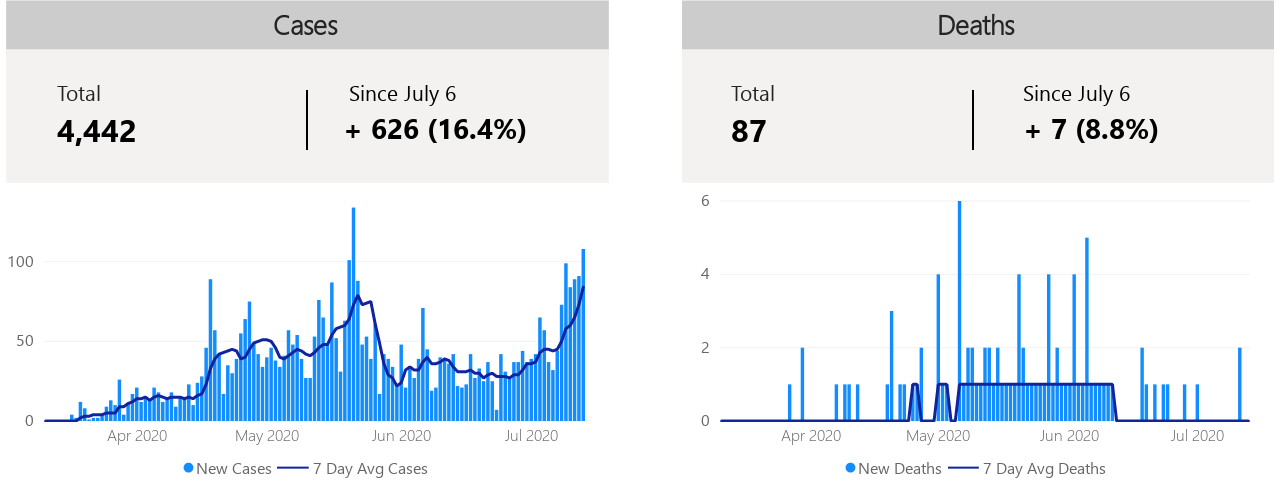 Cases
Total
Since July 6
4,442
+ 626 (16.4%)
100
50
0
Apr 2020
May 2020
Jun 2020
Jul 2020
New Cases
7 Day Avg Cases
Deaths
Total
Since July 6
87
+ 7 (8.8%)
6
4
2
0
Apr 2020
May 2020
Jun 2020
Jul 2020
New Deaths
7 Day Avg Deaths